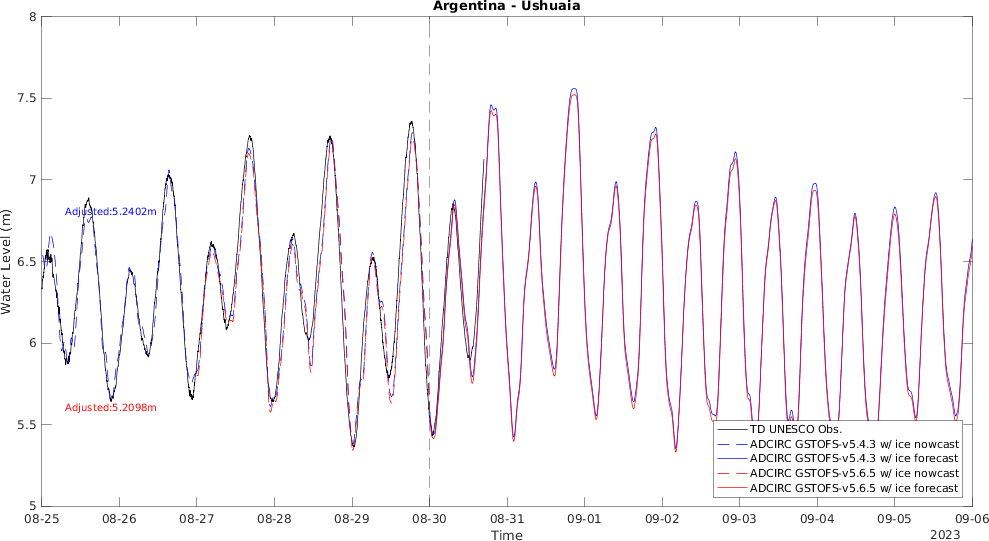 Argentina - Ushuaia
8
7.5
7
6.5
6
5.5
5
Water Level (m)
Adjusted:5.2402m
Adjusted:5.2098m
TD UNESCO Obs.
ADCIRC GSTOFS-v5.4.3 w/ ice nowcast
ADCIRC GSTOFS-v5.4.3 w/ ice forecast
ADCIRC GSTOFS-v5.6.5 w/ ice nowcast
ADCIRC GSTOFS-v5.6.5 w/ ice forecast
08-25 08-26 08-27 08-28 08-29 08-30 08-31 09-01 09-02 09-03 09-04 09-05 09-06
Time
2023